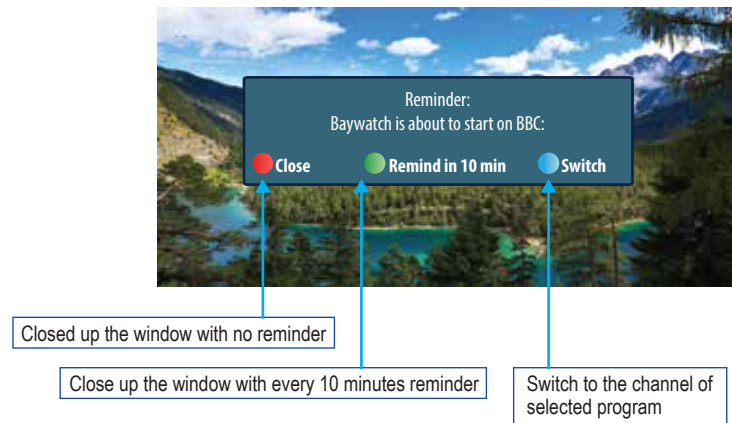 Reminder:
Baywatch is about to start on BBC:
Close Remind in 10 min Switch
Closed up the window with no reminder
Close up the window with every 10 minutes reminder
Switch to the channel of
selected program